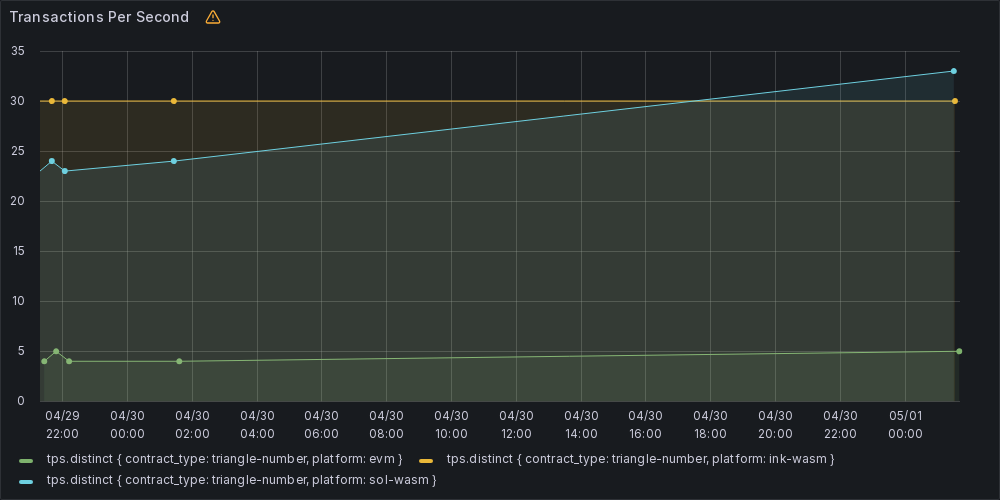 Transactions Per Second
35
30
25
20
15
10
5
0
04/29 04/30 04/30 04/30 04/30 04/30 04/30 04/30 04/30 04/30 04/30 04/30 04/30 05/01
22:00 00:00 02:00 04:00 06:00 08:00 10:00 12:00 14:00 16:00 18:00 20:00 22:00 00:00
tps.distinct { contract_type: triangle-number, platform: evm } tps.distinct { contract_type: triangle-number, platform: ink-wasm }
tps.distinct { contract_type: triangle-number, platform: sol-wasm }